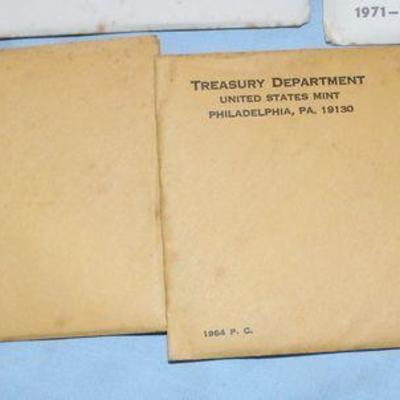 1971–
TREASURY DEPARTMENT
UNITED STATES MINT
PHILADELPHIA, PA. 19130
1964 P. C.